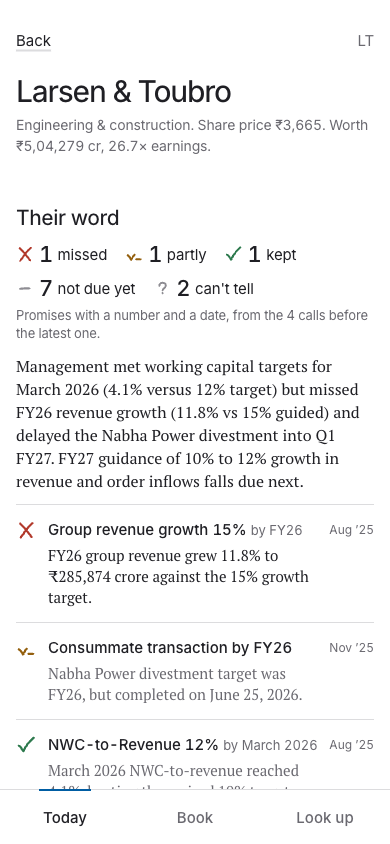 Back
LT
Larsen & Toubro
Engineering & construction. Share price ₹3,665. Worth
₹5,04,279 cr, 26.7× earnings.
Their word
1 missed 1 partly 1 kept
7 not due yet ? 2 can't tell
Promises with a number and a date, from the 4 calls before
the latest one.
Management met working capital targets for
March 2026 (4.1% versus 12% target) but missed
FY26 revenue growth (11.8% vs 15% guided) and
delayed the Nabha Power divestment into Q1
FY27. FY27 guidance of 10% to 12% growth in
revenue and order inflows falls due next.
Group revenue growth 15% by FY26 Aug ’25
FY26 group revenue grew 11.8% to
₹285,874 crore against the 15% growth
target.
Consummate transaction by FY26 Nov ’25
Nabha Power divestment target was
FY26, but completed on June 25, 2026.
NWC-to-Revenue 12% by March 2026 Aug ’25
March 2026 NWC-to-revenue reached
Today Book Look up